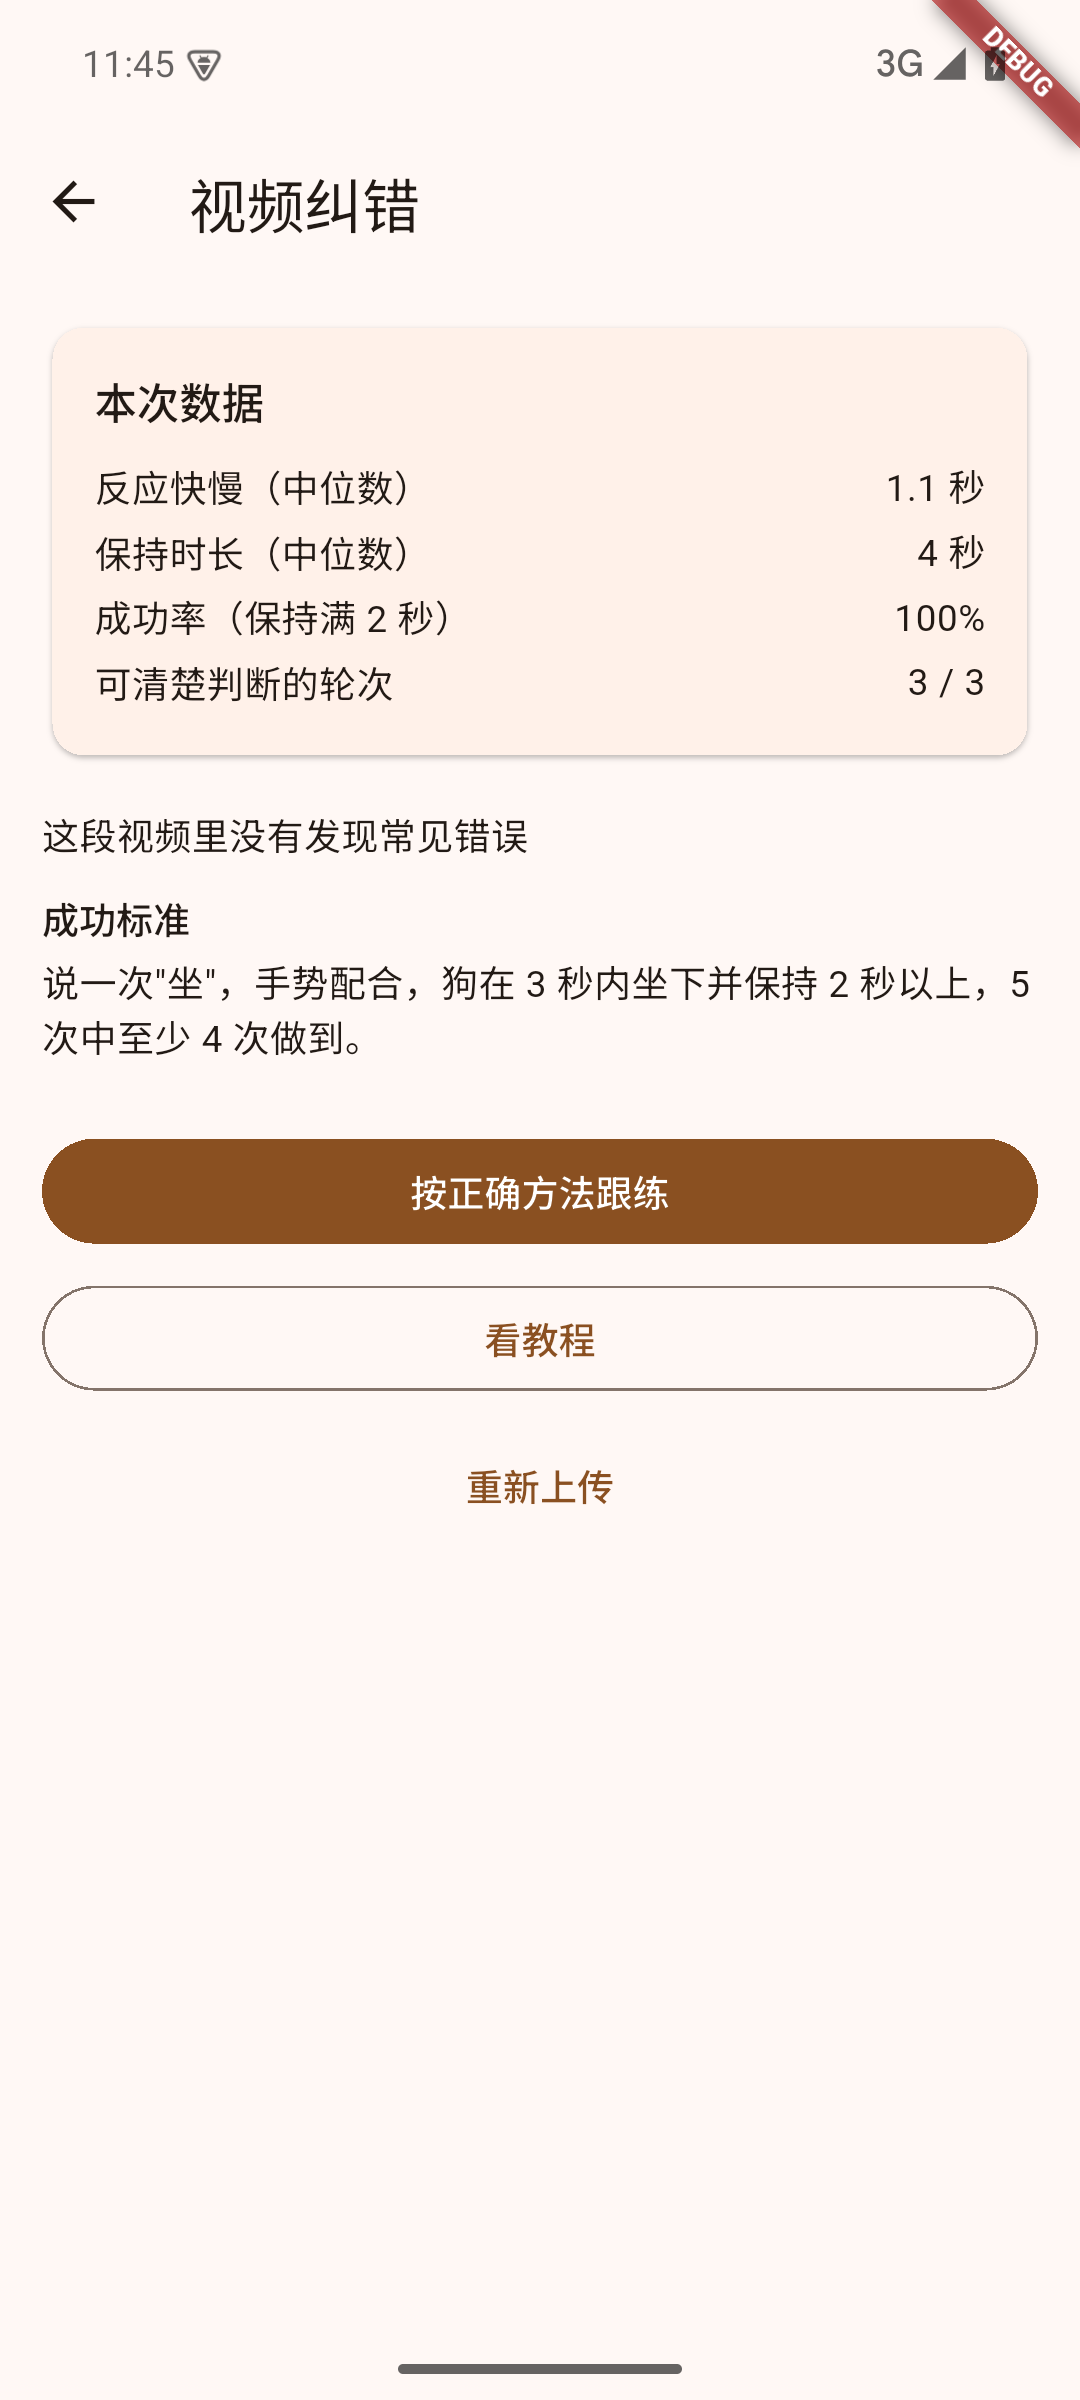 11:45
3G
DEBUG
视频纠错
本次数据
反应快慢（中位数） 1.1 秒
保持时长（中位数） 4 秒
成功率（保持满 2 秒） 100%
可清楚判断的轮次 3 / 3
这段视频里没有发现常见错误
成功标准
说一次"坐"，手势配合，狗在 3 秒内坐下并保持 2 秒以上，5
次中至少 4 次做到。
按正确方法跟练
看教程
重新上传